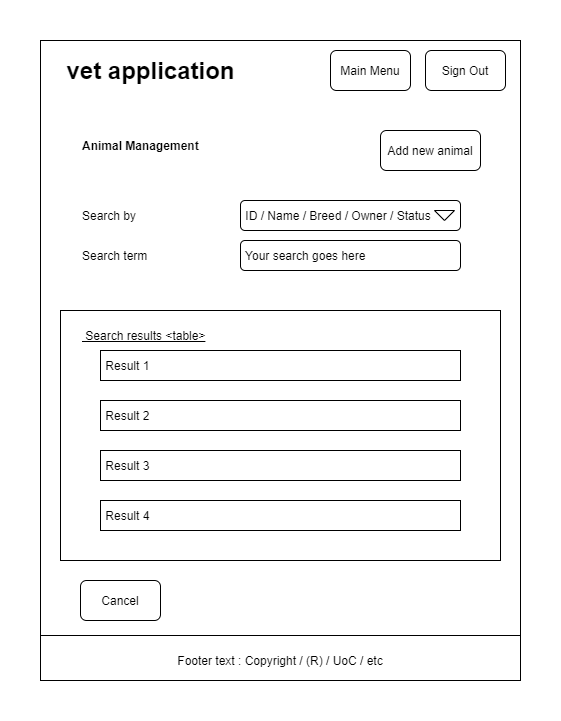 vet application
Main Menu
Sign Out
Animal Management
Add new animal
Search by
ID / Name / Breed / Owner / Status
Search term
Your search goes here
Search results <table>
Result 1
Result 2
Result 3
Result 4
Cancel
Footer text : Copyright / (R) / UoC / etc